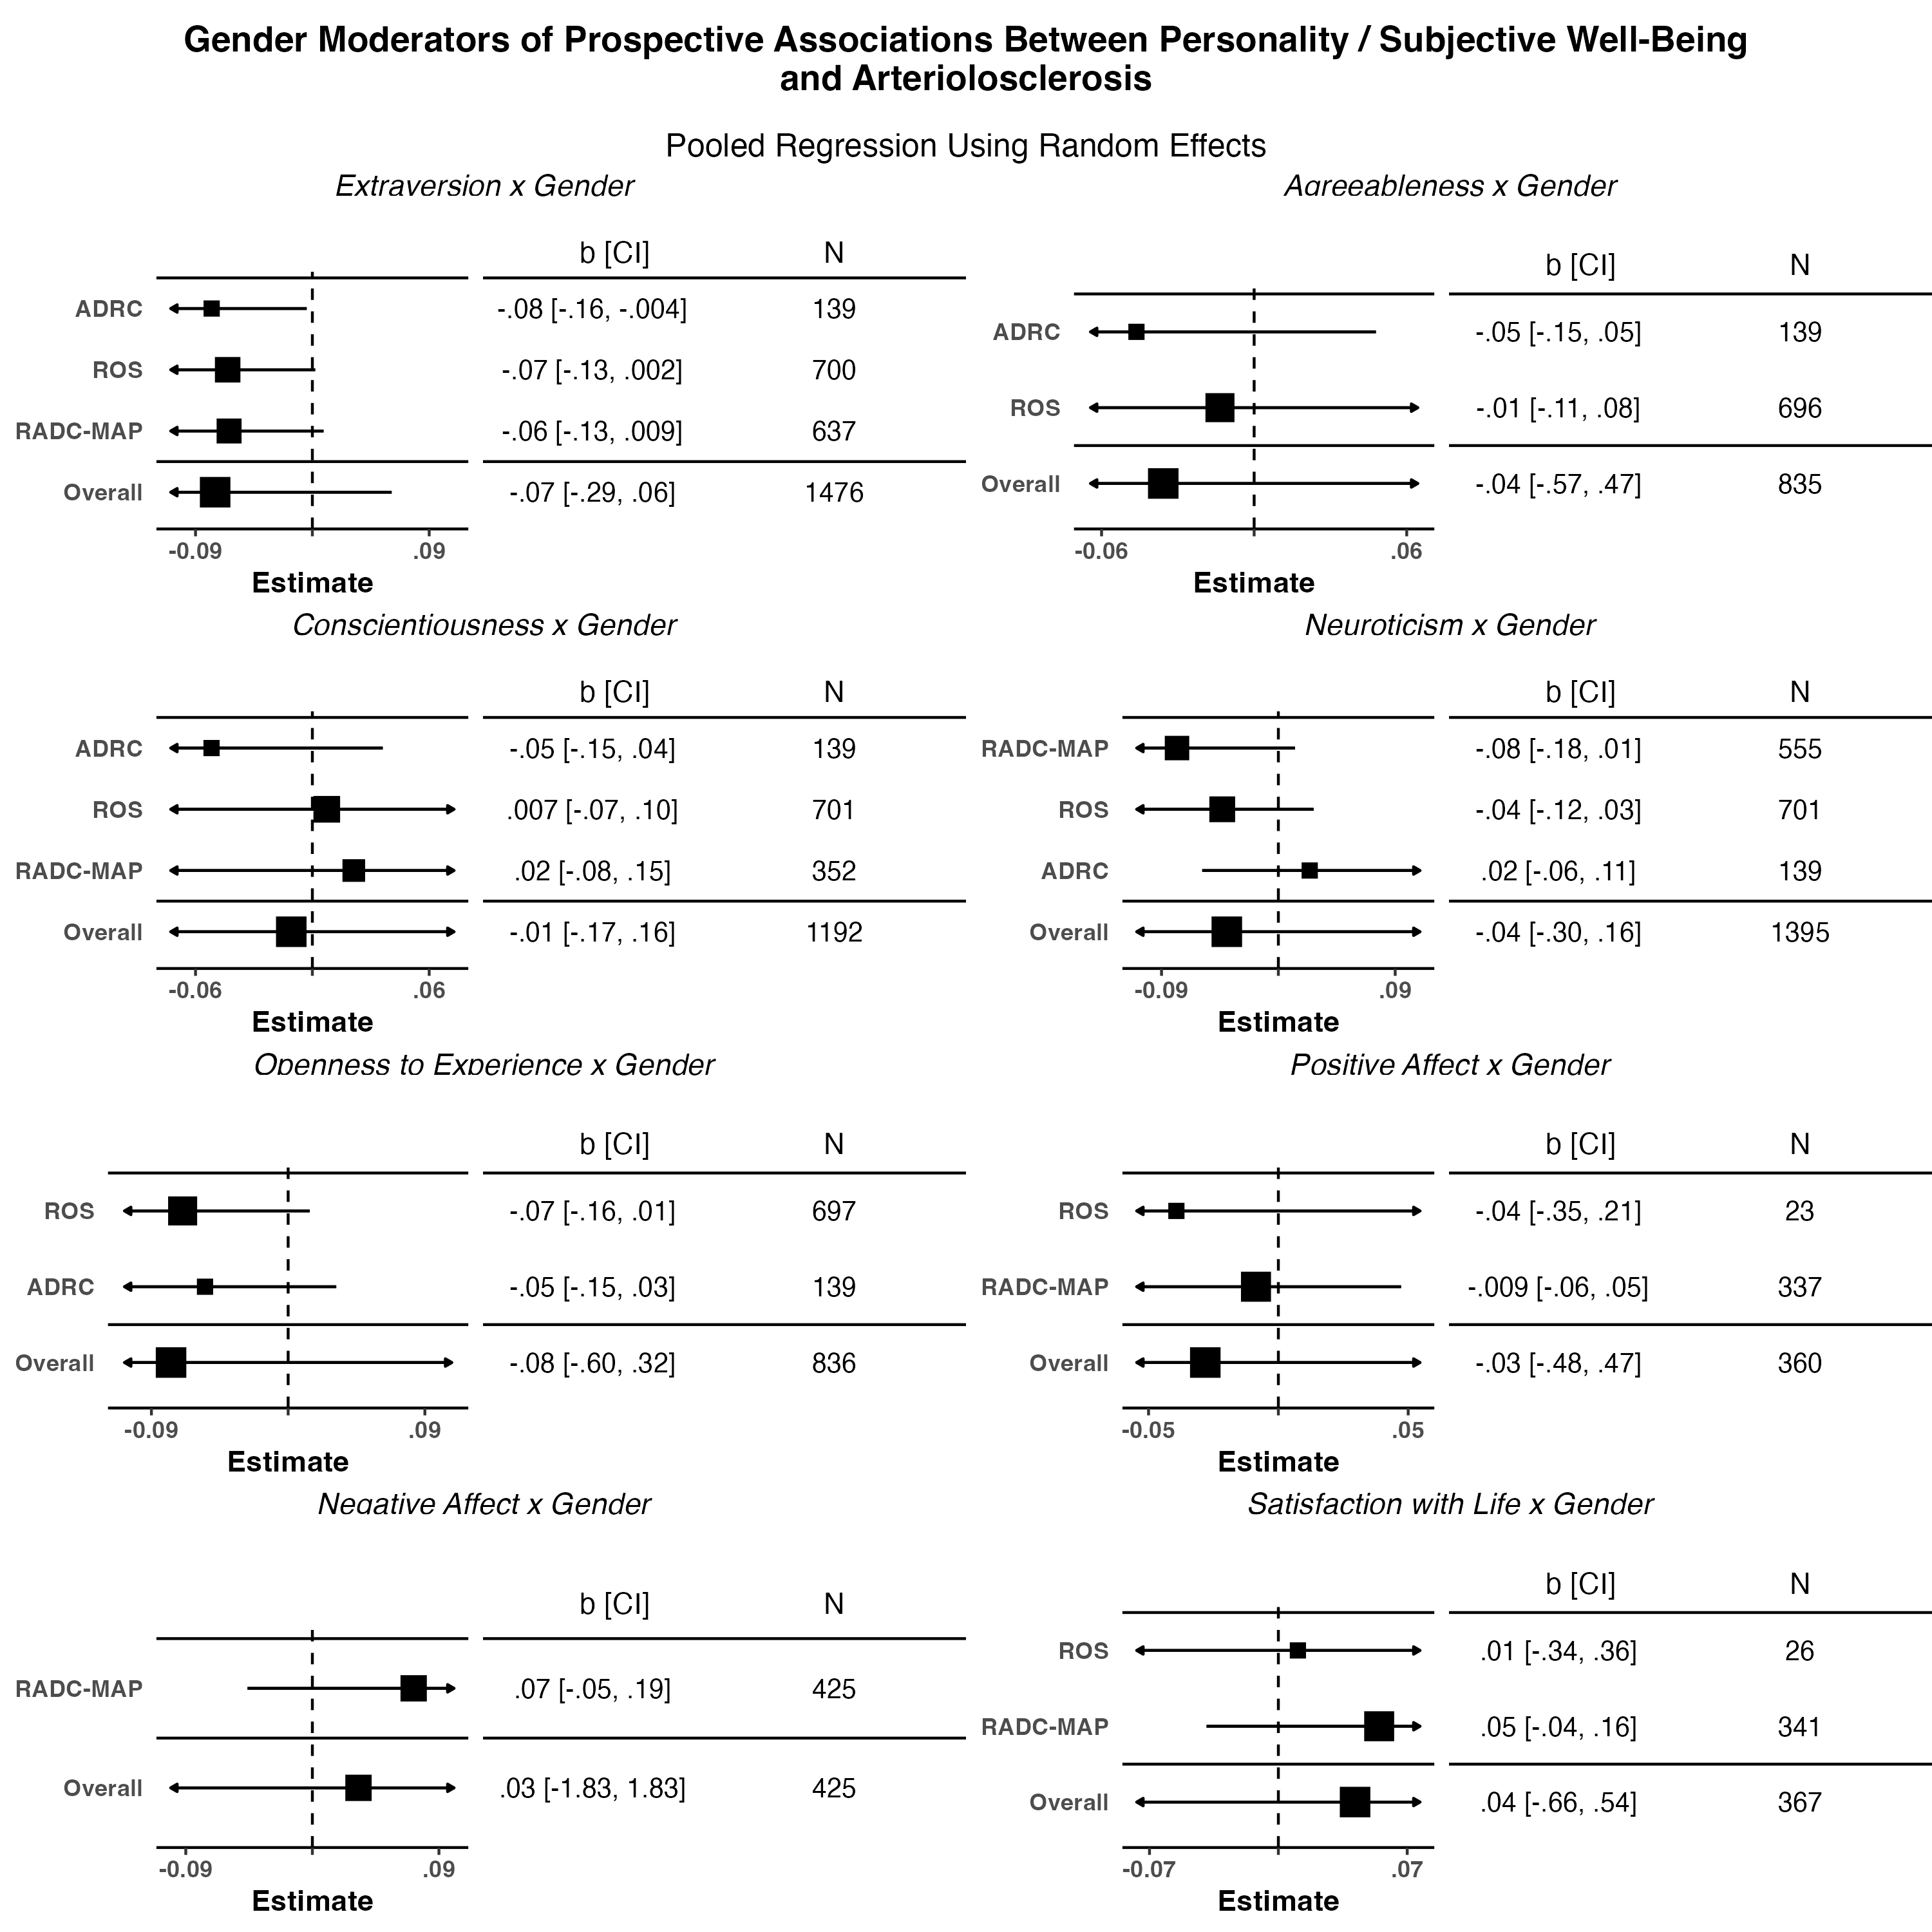 Gender Moderators of Prospective Associations Between Personality / Subjective Well-Being
and Arteriolosclerosis
Pooled Regression Using Random Effects
Extraversion x Gender
b [CI] N
ADRC -.08 [-.16, -.004] 139
ROS -.07 [-.13, .002] 700
RADC-MAP -.06 [-.13, .009] 637
Overall -.07 [-.29, .06] 1476
-0.09 .09
Estimate
Agreeableness x Gender
b [CI] N
ADRC -.05 [-.15, .05] 139
ROS -.01 [-.11, .08] 696
Overall -.04 [-.57, .47] 835
-0.06 .06
Estimate
Conscientiousness x Gender
b [CI] N
ADRC -.05 [-.15, .04] 139
ROS .007 [-.07, .10] 701
RADC-MAP .02 [-.08, .15] 352
Overall -.01 [-.17, .16] 1192
-0.06 .06
Estimate
Neuroticism x Gender
b [CI] N
RADC-MAP -.08 [-.18, .01] 555
ROS -.04 [-.12, .03] 701
ADRC .02 [-.06, .11] 139
Overall -.04 [-.30, .16] 1395
-0.09 .09
Estimate
Openness to Experience x Gender
b [CI] N
ROS -.07 [-.16, .01] 697
ADRC -.05 [-.15, .03] 139
Overall -.08 [-.60, .32] 836
-0.09 .09
Estimate
Positive Affect x Gender
b [CI] N
ROS -.04 [-.35, .21] 23
RADC-MAP -.009 [-.06, .05] 337
Overall -.03 [-.48, .47] 360
-0.05 .05
Estimate
Negative Affect x Gender
b [CI] N
RADC-MAP .07 [-.05, .19] 425
Overall .03 [-1.83, 1.83] 425
-0.09 .09
Estimate
Satisfaction with Life x Gender
b [CI] N
ROS .01 [-.34, .36] 26
RADC-MAP .05 [-.04, .16] 341
Overall .04 [-.66, .54] 367
-0.07 .07
Estimate